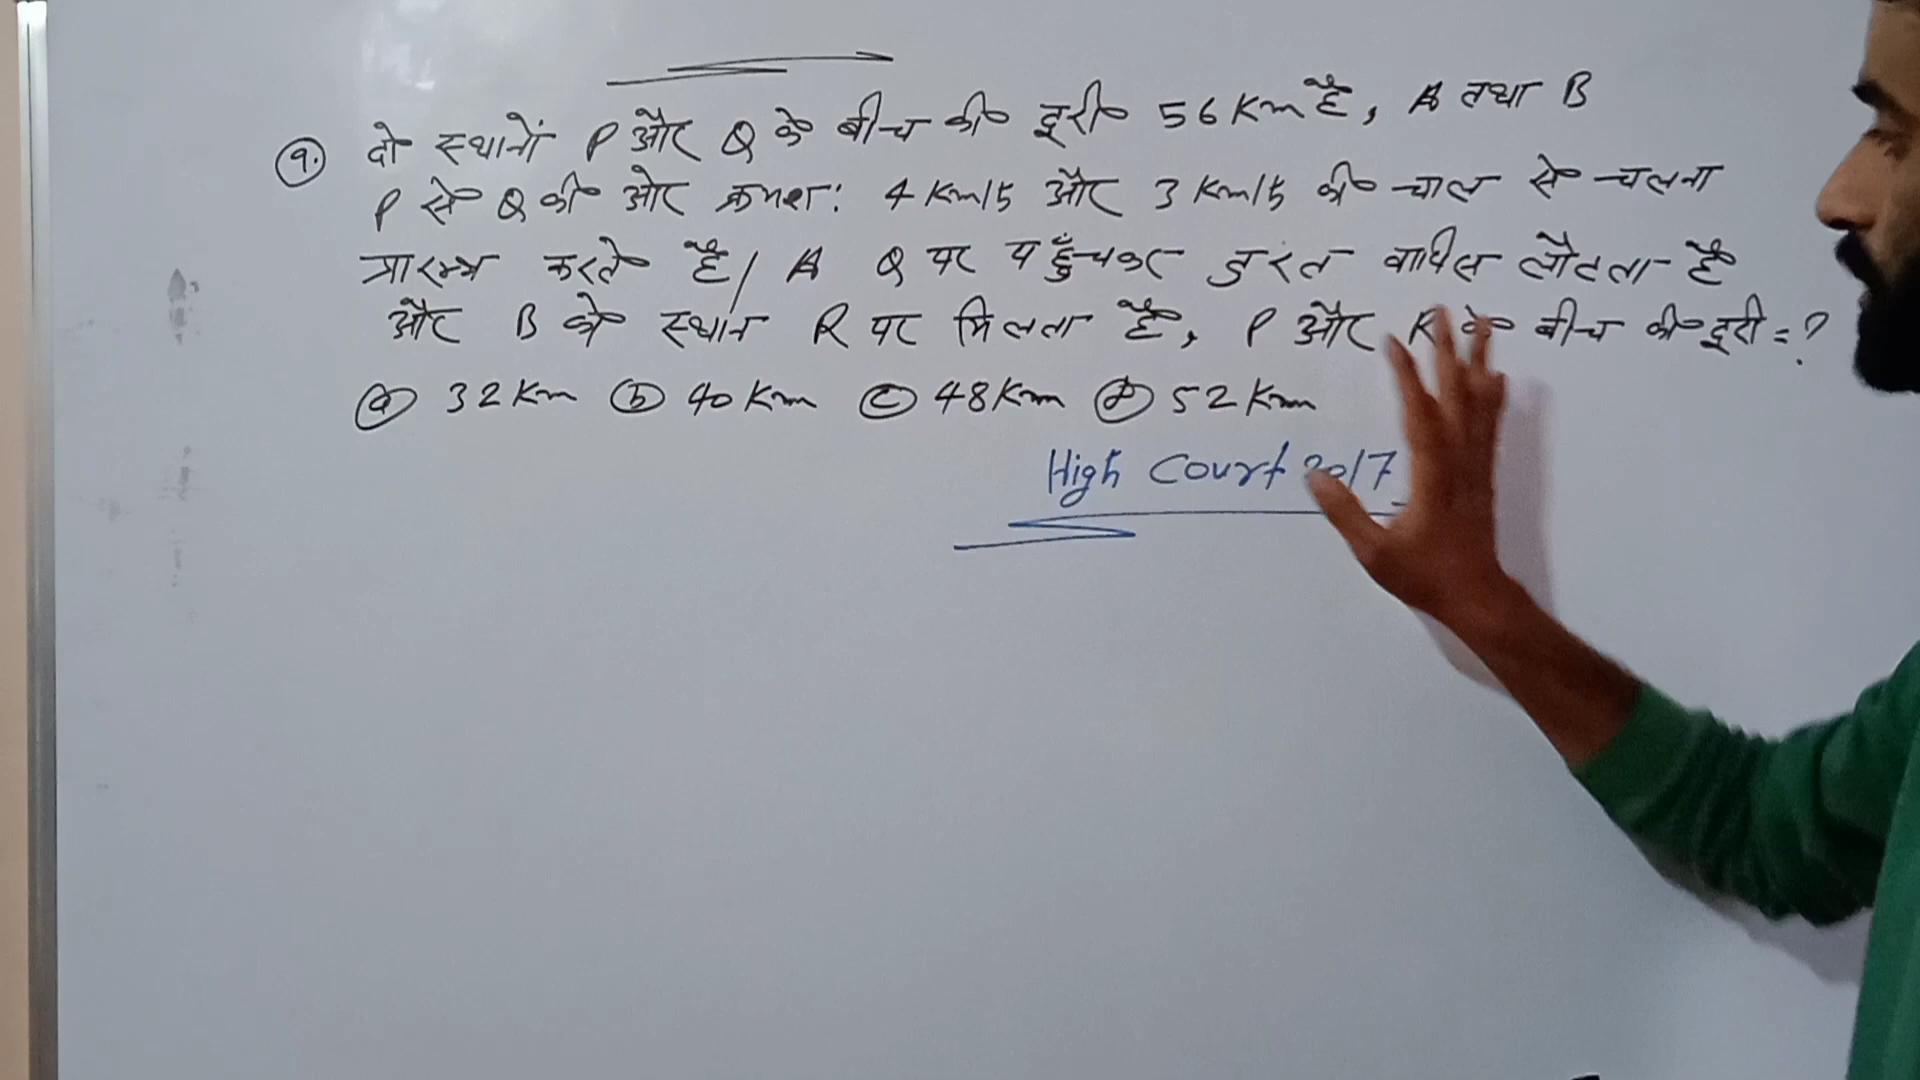 9. दो स्थानों P और Q के बीच की दूरी 56 Km है, A तथा B
P से Q की ओर क्रमशः 4 Km/h और 3 Km/h की चाल से चलना
प्रारम्भ करते है / A Q पर पहुँचकर तुरंत वापिस लौटता है
और B को स्थान R पर मिलता है, P और R के बीच की दूरी = ?
(a) 32 Km (b) 40 Km (c) 48 Km (d) 52 Km
High Court 2017